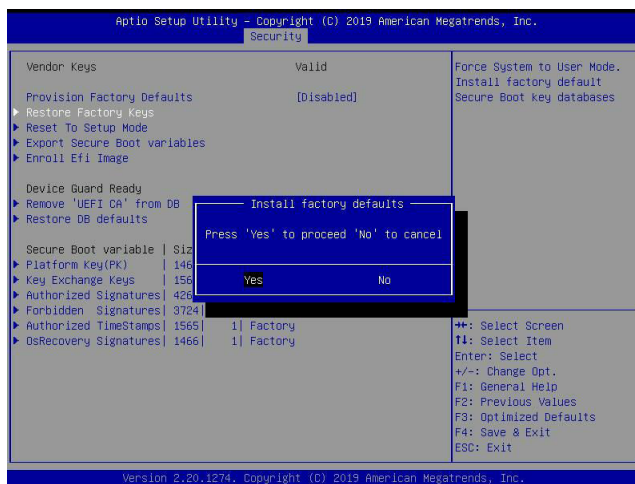 Aptio Setup Utility – Copyright (C) 2019 American Megatrends, Inc.
Security
Vendor Keys Valid
Provision Factory Defaults [Disabled]
Restore Factory Keys
Reset To Setup Mode
Export Secure Boot variables
Enroll Efi Image
Device Guard Ready
Remove 'UEFI CA' from DB
Restore DB defaults
Secure Boot variable | Siz
Platform Key(PK) | 146
Key Exchange Keys | 156
Authorized Signatures| 426
Forbidden Signatures| 3724|
Authorized TimeStamps| 1565| 1| Factory
OsRecovery Signatures| 1466| 1| Factory
Install factory defaults
Press 'Yes' to proceed 'No' to cancel
Yes No
Force System to User Mode.
Install factory default
Secure Boot key databases
→←: Select Screen
↑↓: Select Item
Enter: Select
+/-: Change Opt.
F1: General Help
F2: Previous Values
F3: Optimized Defaults
F4: Save & Exit
ESC: Exit
Version 2.20.1274. Copyright (C) 2019 American Megatrends, Inc.